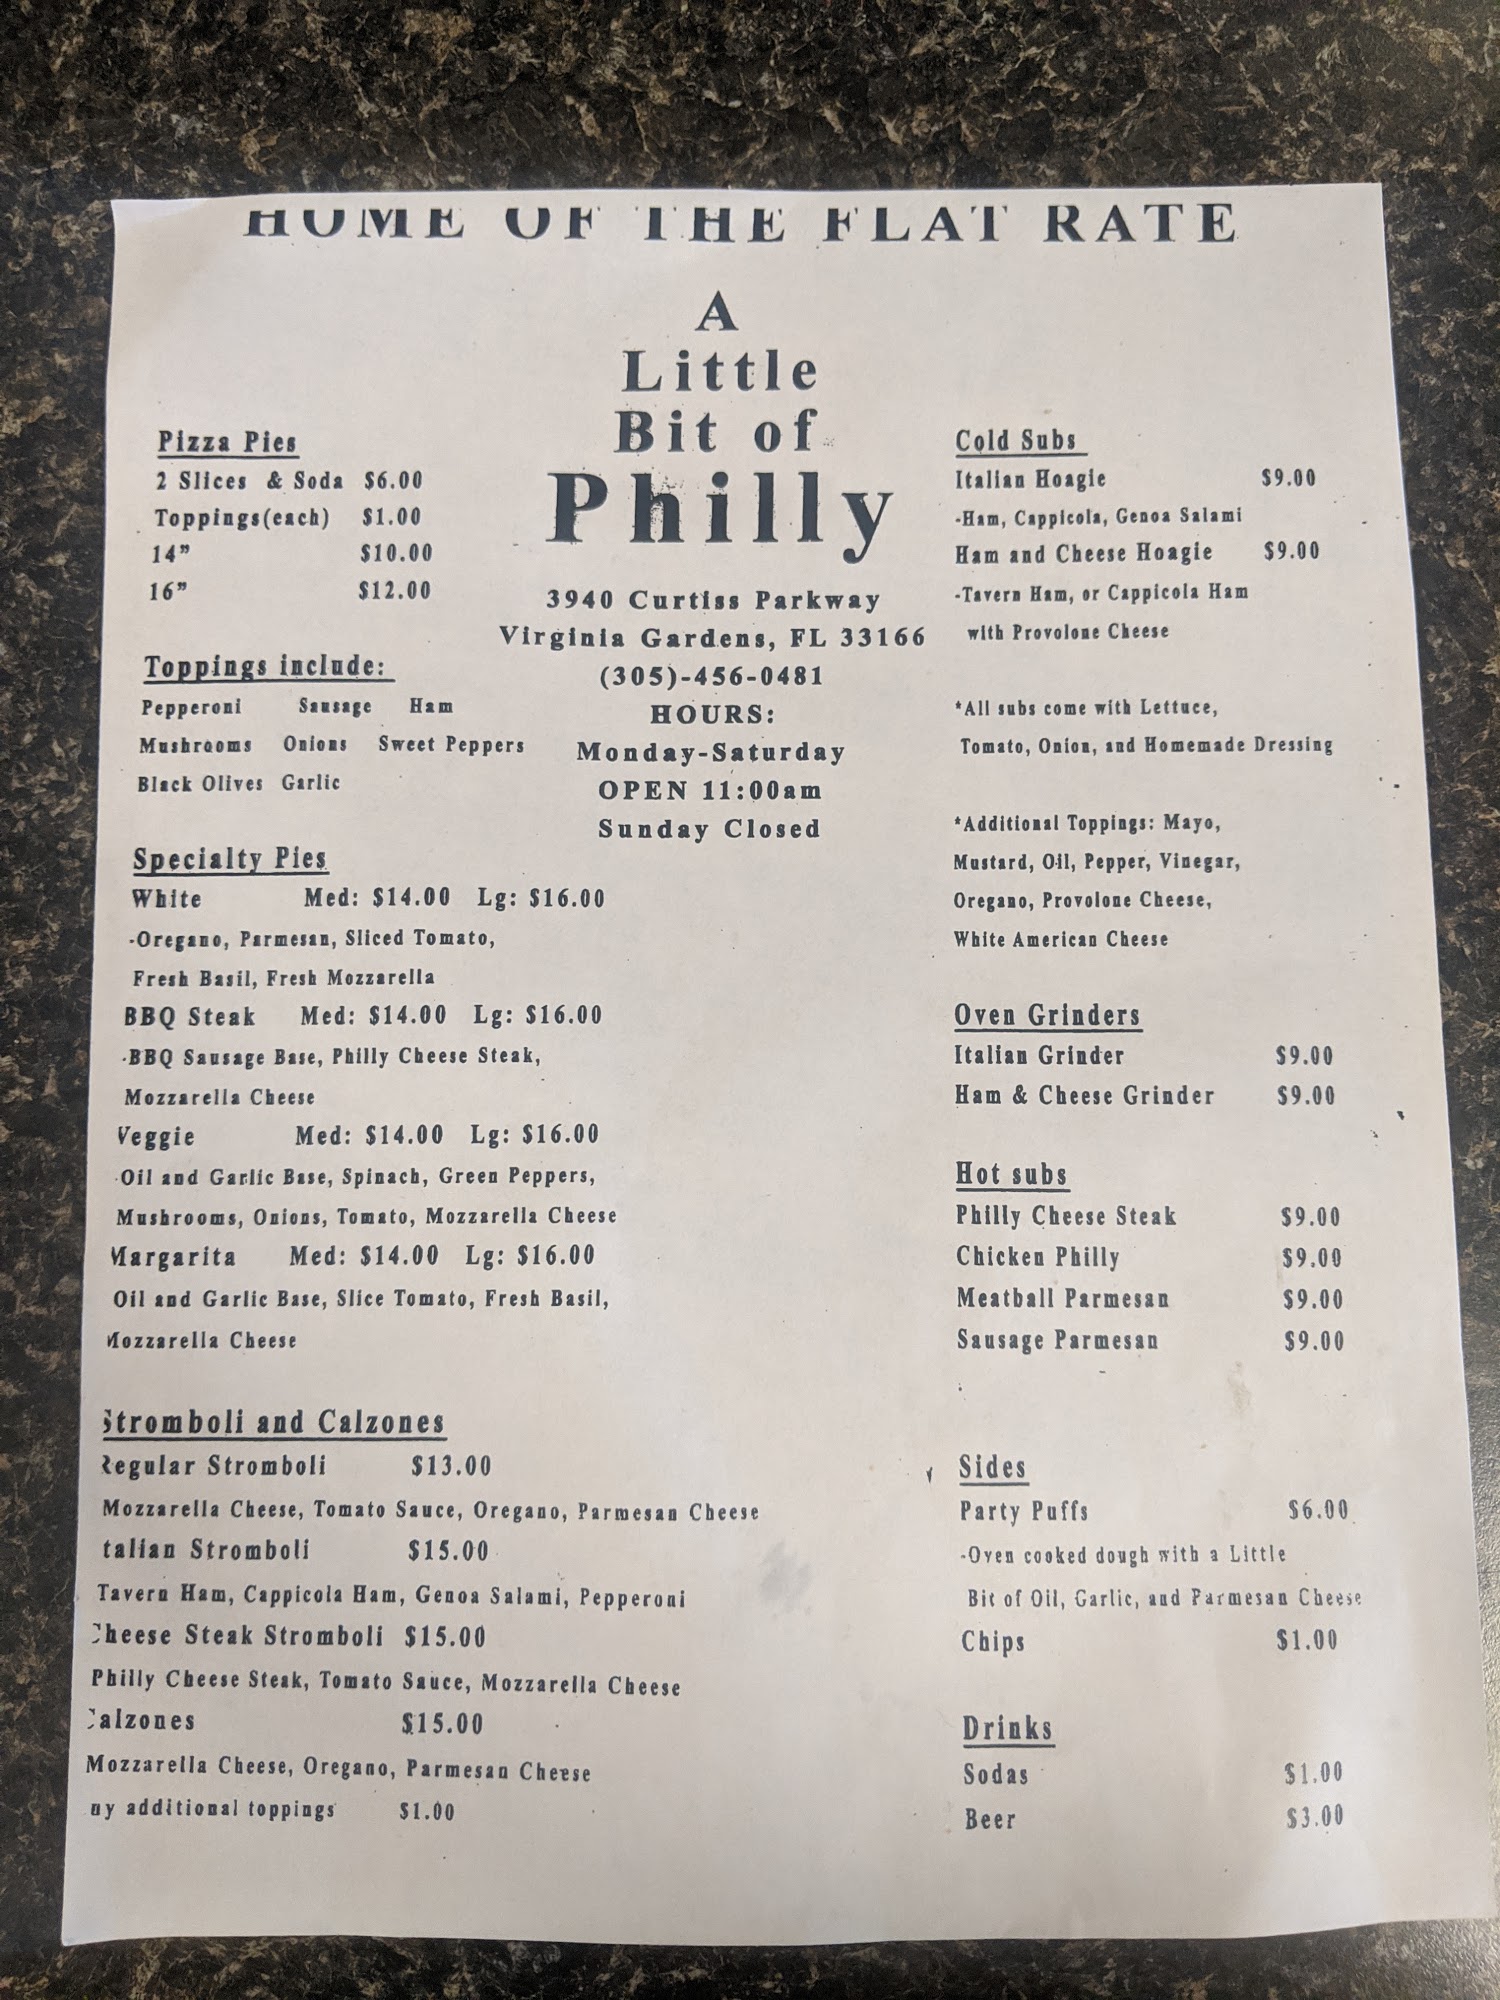 HOME OF THE FLAT RATE
A
Little
Bit of
Philly
3940 Curtiss Parkway
Virginia Gardens, FL 33166
(305)-456-0481
HOURS:
Monday-Saturday
OPEN 11:00am
Sunday Closed
Pizza Pies
2 Slices & Soda $6.00
Toppings(each) $1.00
14” $10.00
16” $12.00
Toppings include:
Pepperoni Sausage Ham
Mushrooms Onions Sweet Peppers
Black Olives Garlic
Specialty Pies
White Med: $14.00 Lg: $16.00
-Oregano, Parmesan, Sliced Tomato,
Fresh Basil, Fresh Mozzarella
BBQ Steak Med: $14.00 Lg: $16.00
-BBQ Sausage Base, Philly Cheese Steak,
Mozzarella Cheese
Veggie Med: $14.00 Lg: $16.00
-Oil and Garlic Base, Spinach, Green Peppers,
Mushrooms, Onions, Tomato, Mozzarella Cheese
Margarita Med: $14.00 Lg: $16.00
Oil and Garlic Base, Slice Tomato, Fresh Basil,
Mozzarella Cheese
Stromboli and Calzones
Regular Stromboli $13.00
Mozzarella Cheese, Tomato Sauce, Oregano, Parmesan Cheese
talian Stromboli $15.00
Tavern Ham, Cappicola Ham, Genoa Salami, Pepperoni
Cheese Steak Stromboli $15.00
Philly Cheese Steak, Tomato Sauce, Mozzarella Cheese
Calzones $15.00
Mozzarella Cheese, Oregano, Parmesan Cheese
ny additional toppings $1.00
Cold Subs
Italian Hoagie $9.00
-Ham, Cappicola, Genoa Salami
Ham and Cheese Hoagie $9.00
-Tavern Ham, or Cappicola Ham
with Provolone Cheese
*All subs come with Lettuce,
Tomato, Onion, and Homemade Dressing
*Additional Toppings: Mayo,
Mustard, Oil, Pepper, Vinegar,
Oregano, Provolone Cheese,
White American Cheese
Oven Grinders
Italian Grinder $9.00
Ham & Cheese Grinder $9.00
Hot subs
Philly Cheese Steak $9.00
Chicken Philly $9.00
Meatball Parmesan $9.00
Sausage Parmesan $9.00
Sides
Party Puffs $6.00
-Oven cooked dough with a Little
Bit of Oil, Garlic, and Parmesan Cheese
Chips $1.00
Drinks
Sodas $1.00
Beer $3.00